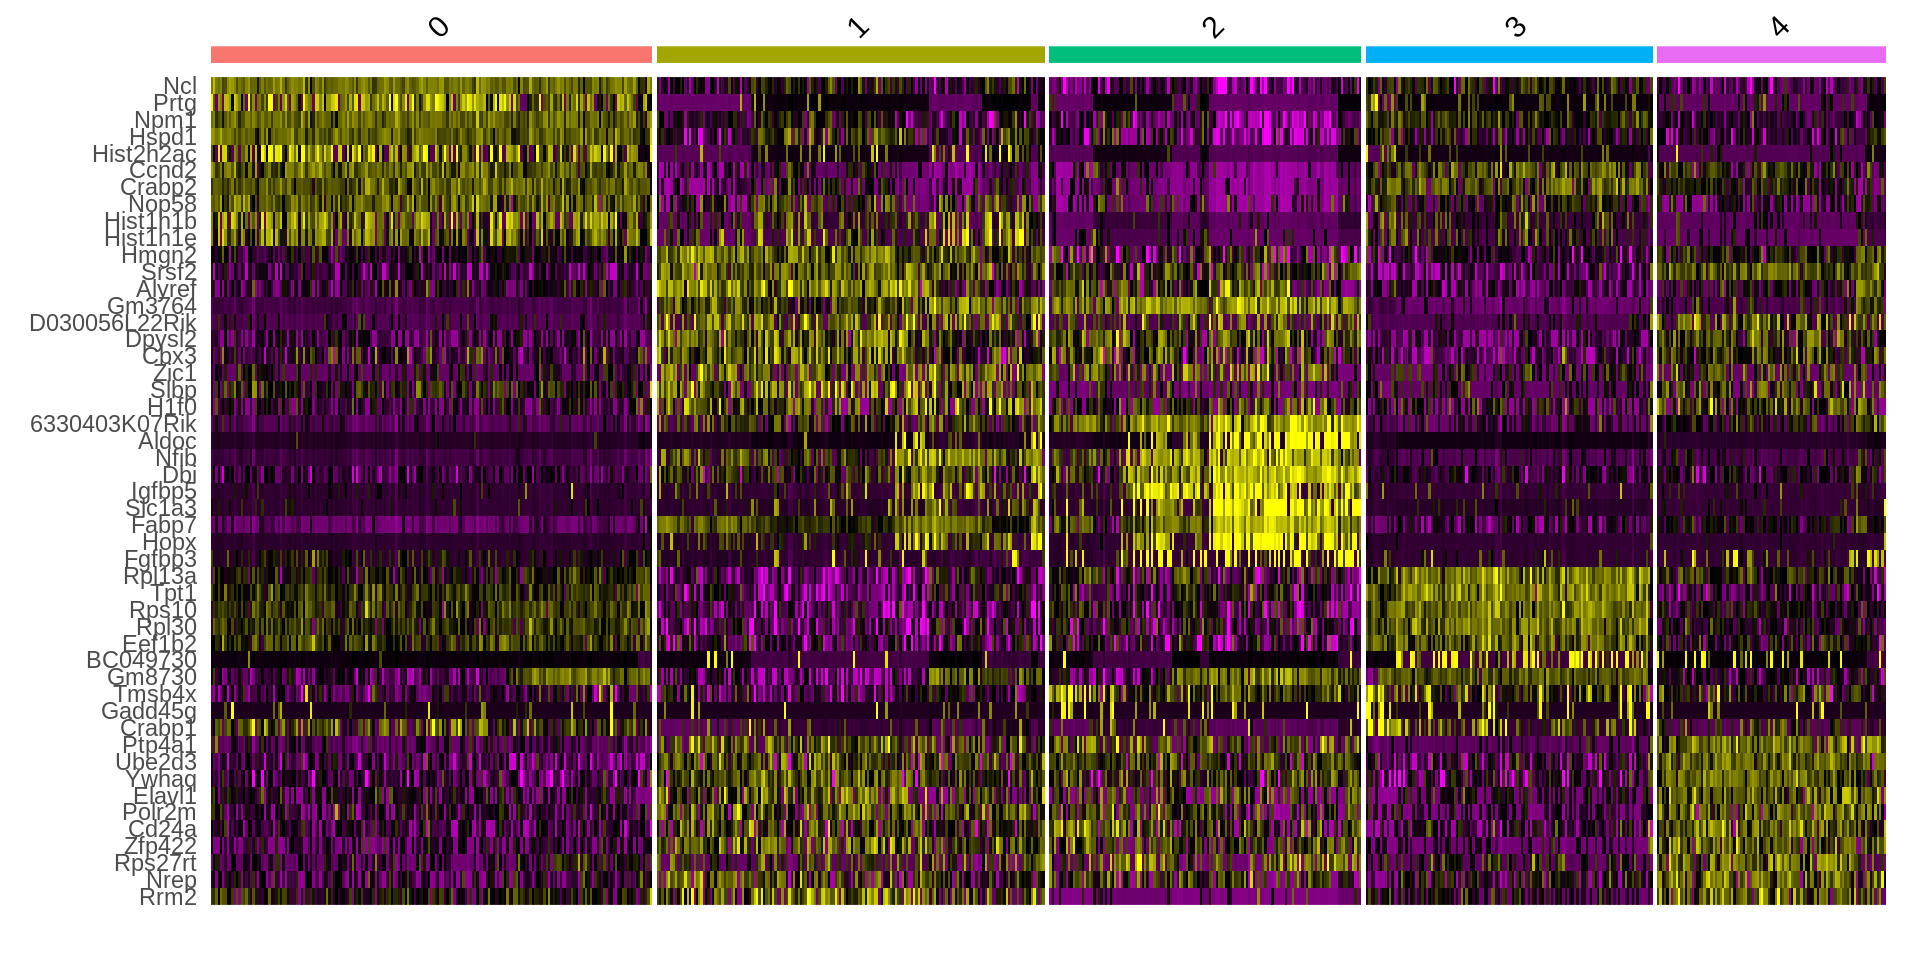 0 1 2 3 4
Ncl
Prtg
Npm1
Hspd1
Hist2h2ac
Ccnd2
Crabp2
Nop58
Hist1h1b
Hist1h1e
Hmgn2
Srsf2
Alyref
Gm3764
D030056L22Rik
Dpysl2
Cbx3
Zic1
Slbp
H1f0
6330403K07Rik
Aldoc
Nfib
Dbi
Igfbp5
Slc1a3
Fabp7
Hopx
Fgfbp3
Rpl13a
Tpt1
Rps10
Rpl30
Eef1b2
BC049730
Gm8730
Tmsb4x
Gadd45g
Crabp1
Ptp4a1
Ube2d3
Ywhaq
Elavl1
Polr2m
Cd24a
Zfp422
Rps27rt
Nrep
Rrm2